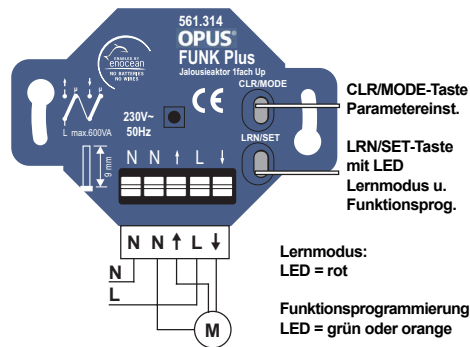 561.314
OPUS®
FUNK Plus
Jalousieaktor 1fach Up
ENABLED BY
enocean
NO BATTERIES
NO WIRES
CLR/MODE
L max.600VA
230V~
50Hz
LRN/SET
9 mm
N N ↑ L ↓
N N ↑ L ↓
N
L
M
CLR/MODE-Taste
Parametereinst.
LRN/SET-Taste
mit LED
Lernmodus u.
Funktionsprog.
Lernmodus:
LED = rot
Funktionsprogrammierung
LED = grün oder orange